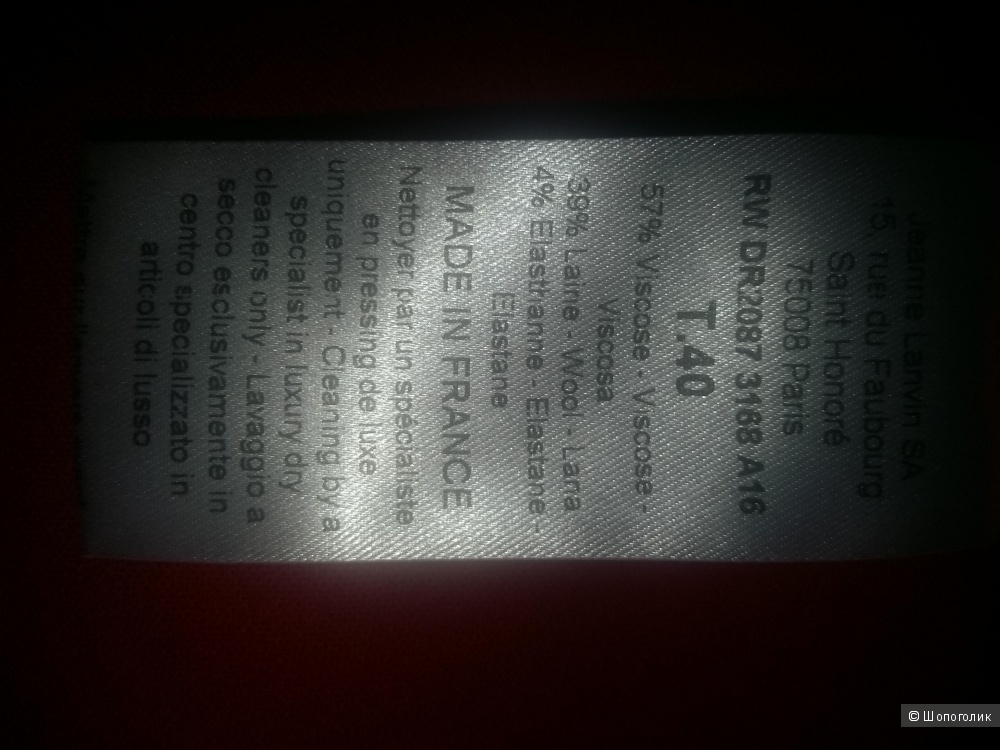 Jeanne Lanvin SA
15, rue du Faubourg
Saint Honoré
75008 Paris
RW DR2087 3168 A16
T.40
57% Viscose - Viscose -
Viscosa
39% Laine - Wool - Lana
4% Elasthanne - Elastane -
Elastane
MADE IN FRANCE
Nettoyer par un spécialiste
en pressing de luxe
uniquement - Cleaning by a
specialist in luxury dry
cleaners only - Lavaggio a
secco esclusivamente in
centro specializzato in
articoli di lusso
© Шопоголик